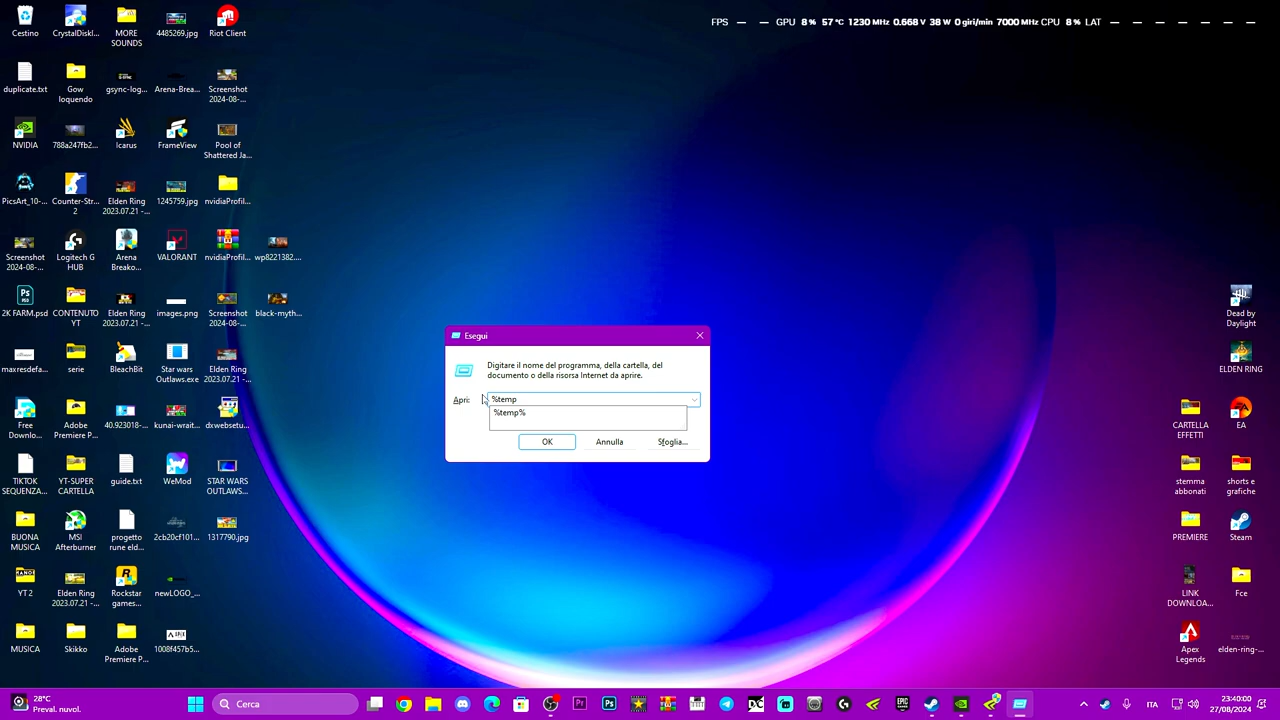 FPS — — GPU 8 % 57 °C 1230 MHz 0.668 V 38 W 0 giri/min 7000 MHz CPU 8 % LAT — — — — — — —
Cestino
CrystalDiskI...
MORE
SOUNDS
4485269.jpg
Riot Client
duplicate.txt
Gow
loquendo
gsync-log...
Arena-Brea...
Screenshot
2024-08-...
NVIDIA
788a247fb2...
Icarus
FrameView
Pool of
Shattered Ja...
PicsArt_10-...
Counter-Str...
2
Elden Ring
2023.07.21 -...
1245759.jpg
nvidiaProfil...
Screenshot
2024-08-...
Logitech G
HUB
Arena
Breako...
VALORANT
nvidiaProfil...
wp8221382....
2K FARM.psd
CONTENUTO
YT
Elden Ring
2023.07.21 -...
images.png
Screenshot
2024-08-...
black-myth...
maxresdefa...
serie
BleachBit
Star wars
Outlaws.exe
Elden Ring
2023.07.21 -...
Free
Downlo...
Adobe
Premiere P...
40.923018-...
kunai-wrait...
dxwebsetu...
TIKTOK
SEQUENZA...
YT-SUPER
CARTELLA
guide.txt
WeMod
STAR WARS
OUTLAWS...
BUONA
MUSICA
MSI
Afterburner
progetto
rune eld...
2cb20cf101...
1317790.jpg
YT 2
Elden Ring
2023.07.21 -...
Rockstar
games...
newLOGO_...
MUSICA
Skikko
Adobe
Premiere P...
1008f457b5...
Esegui
Digitare il nome del programma, della cartella, del
documento o della risorsa Internet da aprire.
Apri: %temp
%temp%
OK Annulla Sfoglia...
Dead by
Daylight
ELDEN RING
CARTELLA
EFFETTI
EA
stemma
abbonati
shorts e
grafiche
PREMIERE
Steam
LINK
DOWNLOA...
Fce
Apex
Legends
elden-ring-...
28°C
Preval. nuvol.
Cerca
ITA
23:40:00
27/08/2024